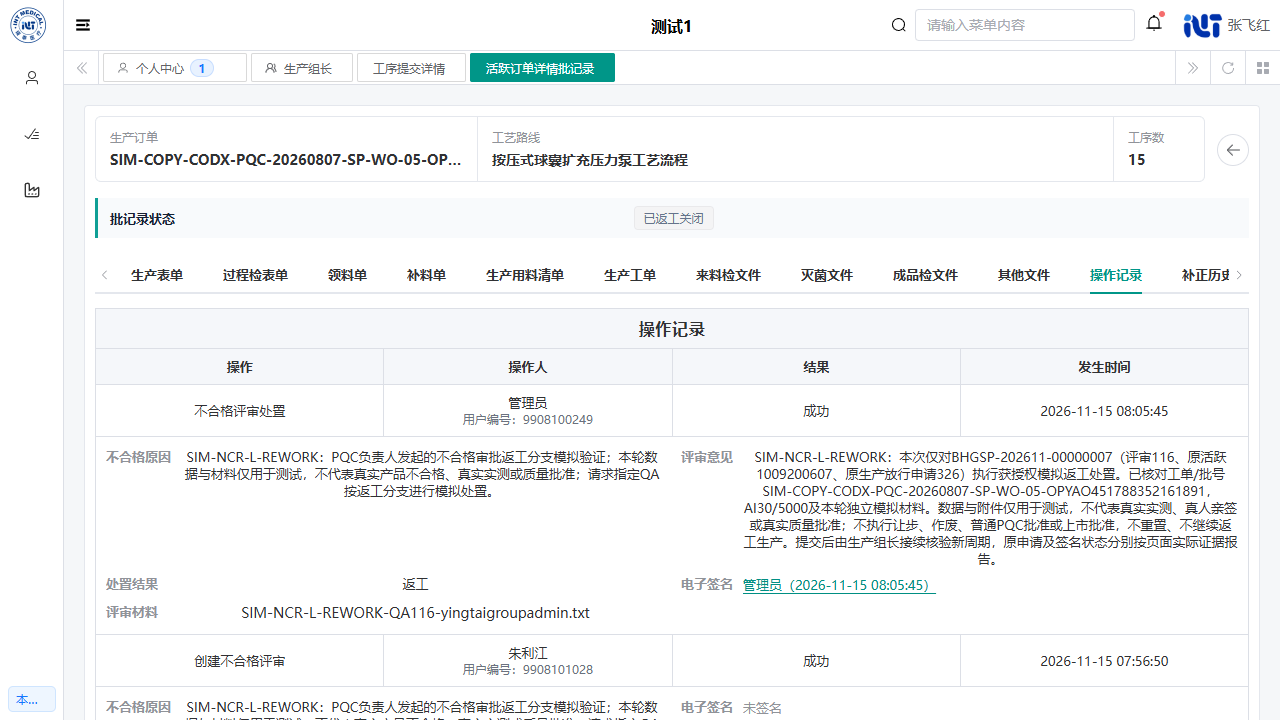 测试1
请输入菜单内容
张飞红
个人中心 1
生产组长
工序提交详情
活跃订单详情批记录
生产订单
SIM-COPY-CODX-PQC-20260807-SP-WO-05-OP...
工艺路线
按压式球囊扩充压力泵工艺流程
工序数
15
批记录状态
已返工关闭
生产表单
过程检表单
领料单
补料单
生产用料清单
生产工单
来料检文件
灭菌文件
成品检文件
其他文件
操作记录
补正历史
操作记录
操作 操作人 结果 发生时间
不合格评审处置
管理员
用户编号：9908100249
成功
2026-11-15 08:05:45
不合格原因
SIM-NCR-L-REWORK：PQC负责人发起的不合格审批返工分支模拟验证；本轮数
据与材料仅用于测试，不代表真实产品不合格、真实实测或质量批准；请求指定QA
按返工分支进行模拟处置。
评审意见
SIM-NCR-L-REWORK：本次仅对BHGSP-202611-00000007（评审116、原活跃
1009200607、原生产放行申请326）执行获授权模拟返工处置。已核对工单/批号
SIM-COPY-CODX-PQC-20260807-SP-WO-05-OPYAO451788352161891，
AI30/5000及本轮独立模拟材料。数据与附件仅用于测试，不代表真实实测、真人亲签
或真实质量批准；不执行让步、作废、普通PQC批准或上市批准，不重置、不继续返
工生产。提交后由生产组长接续核验新周期，原申请及签名状态分别按页面实际证据报
告。
处置结果
返工
电子签名
管理员（2026-11-15 08:05:45）
评审材料
SIM-NCR-L-REWORK-QA116-yingtaigroupadmin.txt
创建不合格评审
朱利江
用户编号：9908101028
成功
2026-11-15 07:56:50
不合格原因
SIM-NCR-L-REWORK：PQC负责人发起的不合格审批返工分支模拟验证；本轮数
电子签名
未签名
本...